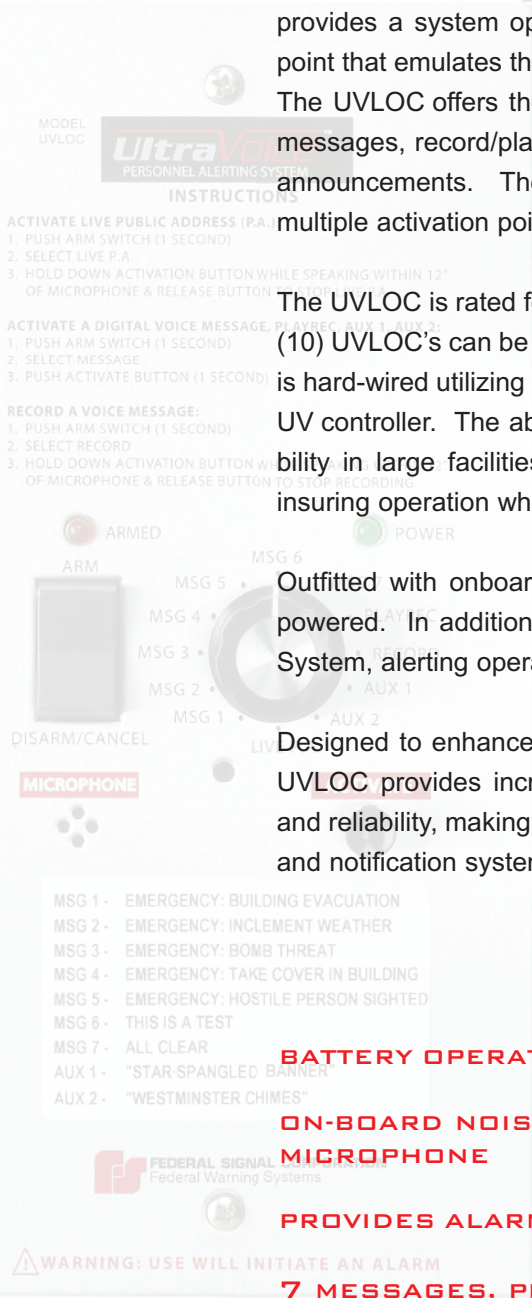 MODEL
UVLOC
UltraVoice™
PERSONNEL ALERTING SYSTEM
INSTRUCTIONS
ACTIVATE LIVE PUBLIC ADDRESS (P.A.)
1. PUSH ARM SWITCH (1 SECOND)
2. SELECT LIVE P.A.
3. HOLD DOWN ACTIVATION BUTTON WHILE SPEAKING WITHIN 12"
OF MICROPHONE & RELEASE BUTTON TO STOP LIVE P.A.
ACTIVATE A DIGITAL VOICE MESSAGE, PLAYREC, AUX 1, AUX 2:
1. PUSH ARM SWITCH (1 SECOND)
2. SELECT MESSAGE
3. PUSH ACTIVATE BUTTON (1 SECOND)
RECORD A VOICE MESSAGE:
1. PUSH ARM SWITCH (1 SECOND)
2. SELECT RECORD
3. HOLD DOWN ACTIVATION BUTTON
OF MICROPHONE & RELEASE BUTTON TO STOP RECORDING
ARMED
POWER
ARM
MSG 6
MSG 5
7
MSG 4
PLAYREC
MSG 3
RECORD
MSG 2
AUX 1
MSG 1
AUX 2
DISARM/CANCEL
LIVE
MICROPHONE
MSG 1 - EMERGENCY: BUILDING EVACUATION
MSG 2 - EMERGENCY: INCLEMENT WEATHER
MSG 3 - EMERGENCY: BOMB THREAT
MSG 4 - EMERGENCY: TAKE COVER IN BUILDING
MSG 5 - EMERGENCY: HOSTILE PERSON SIGHTED
MSG 6 - THIS IS A TEST
MSG 7 - ALL CLEAR
AUX 1 - "STAR-SPANGLED BANNER"
AUX 2 - "WESTMINSTER CHIMES"
FEDERAL SIGNAL CORPORATION
Federal Warning Systems
WARNING: USE WILL INITIATE AN ALARM
provides a system op
point that emulates th
The UVLOC offers th
messages, record/pla
announcements. The
multiple activation poi
The UVLOC is rated f
(10) UVLOC's can be
is hard-wired utilizing
UV controller. The ab
bility in large facilities
insuring operation wh
Outfitted with onboar
powered. In addition
System, alerting opera
Designed to enhance
UVLOC provides incr
and reliability, making
and notification system
BATTERY OPERAT
ON-BOARD NOIS
MICROPHONE
PROVIDES ALARM
7 MESSAGES, P